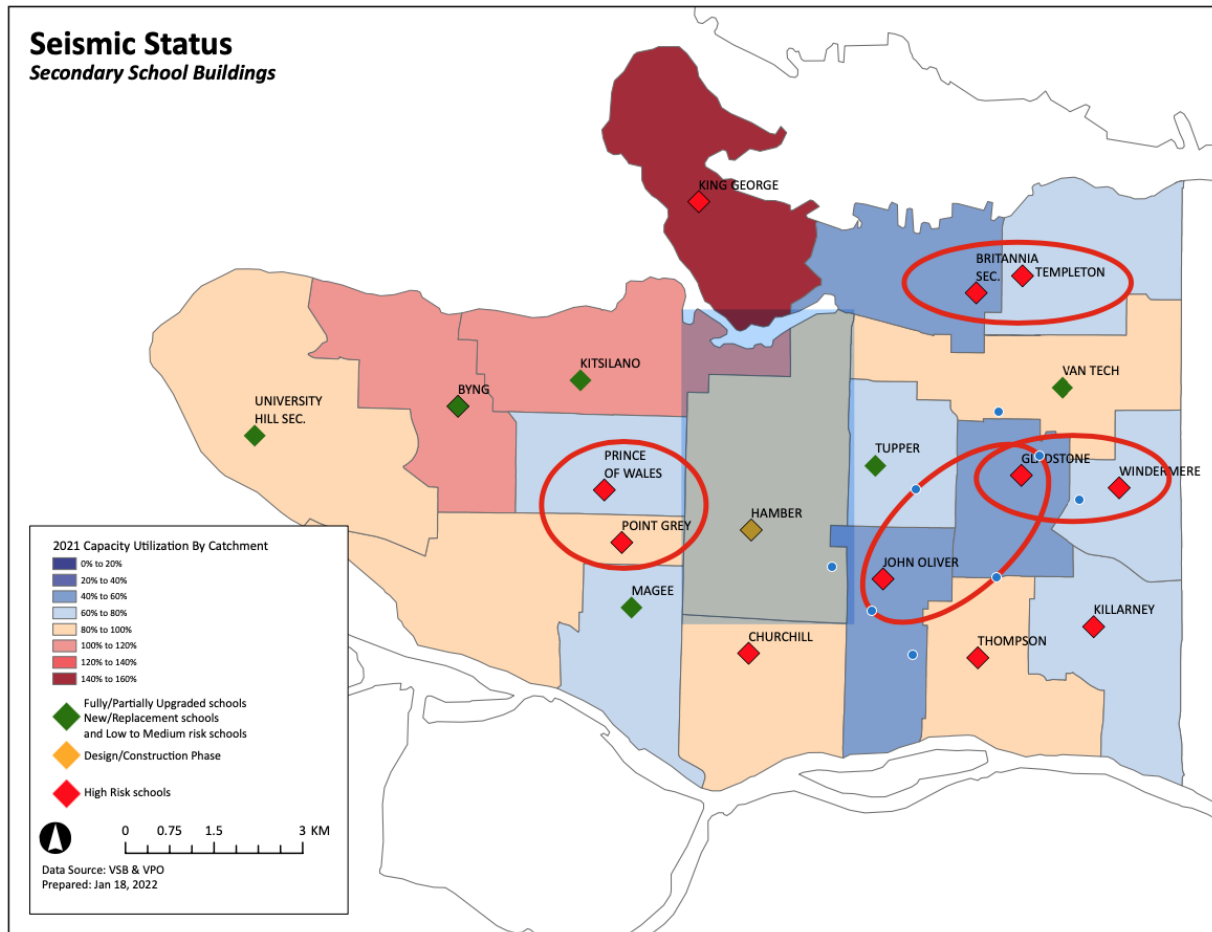 Seismic Status
Secondary School Buildings
KING GEORGE
BRITANNIA
SEC.
TEMPLETON
KITSILANO
BYNG
VAN TECH
UNIVERSITY
HILL SEC.
PRINCE
OF WALES
TUPPER
GLADSTONE
WINDERMERE
POINT GREY
HAMBER
JOHN OLIVER
MAGEE
KILLARNEY
CHURCHILL
THOMPSON
2021 Capacity Utilization By Catchment
0% to 20%
20% to 40%
40% to 60%
60% to 80%
80% to 100%
100% to 120%
120% to 140%
140% to 160%
Fully/Partially Upgraded schools
New/Replacement schools
and Low to Medium risk schools
Design/Construction Phase
High Risk schools
0 0.75 1.5 3 KM
Data Source: VSB & VPO
Prepared: Jan 18, 2022